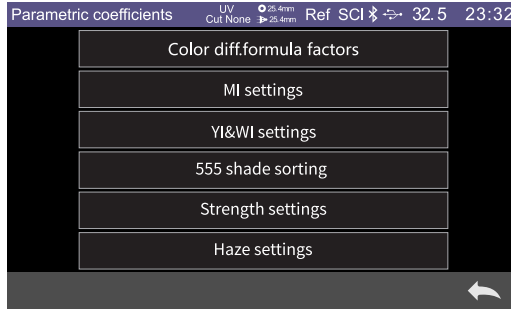 Parametric coefficients UV Cut None 25.4mm 25.4mm Ref SCI 32.5 23:32
Color diff.formula factors
MI settings
YI&WI settings
555 shade sorting
Strength settings
Haze settings